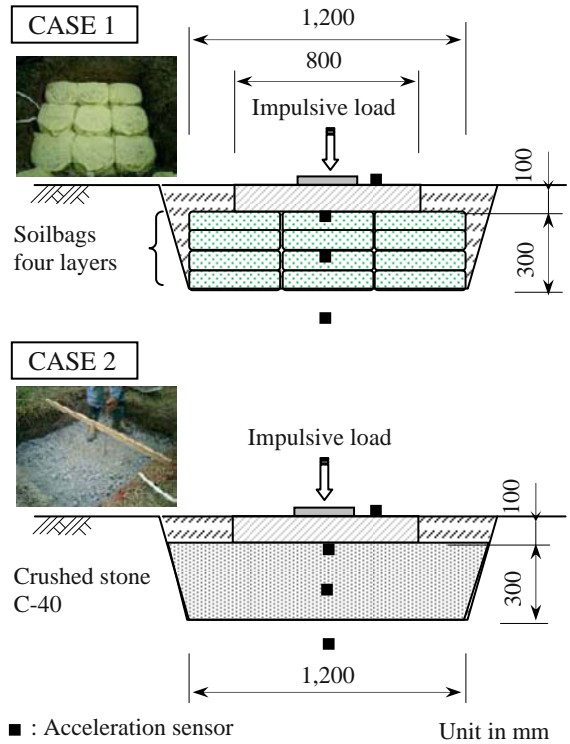 CASE 1
1,200
800
Impulsive load
100
Soilbags
four layers
300
CASE 2
Impulsive load
100
Crushed stone
C-40
300
1,200
■ : Acceleration sensor
Unit in mm